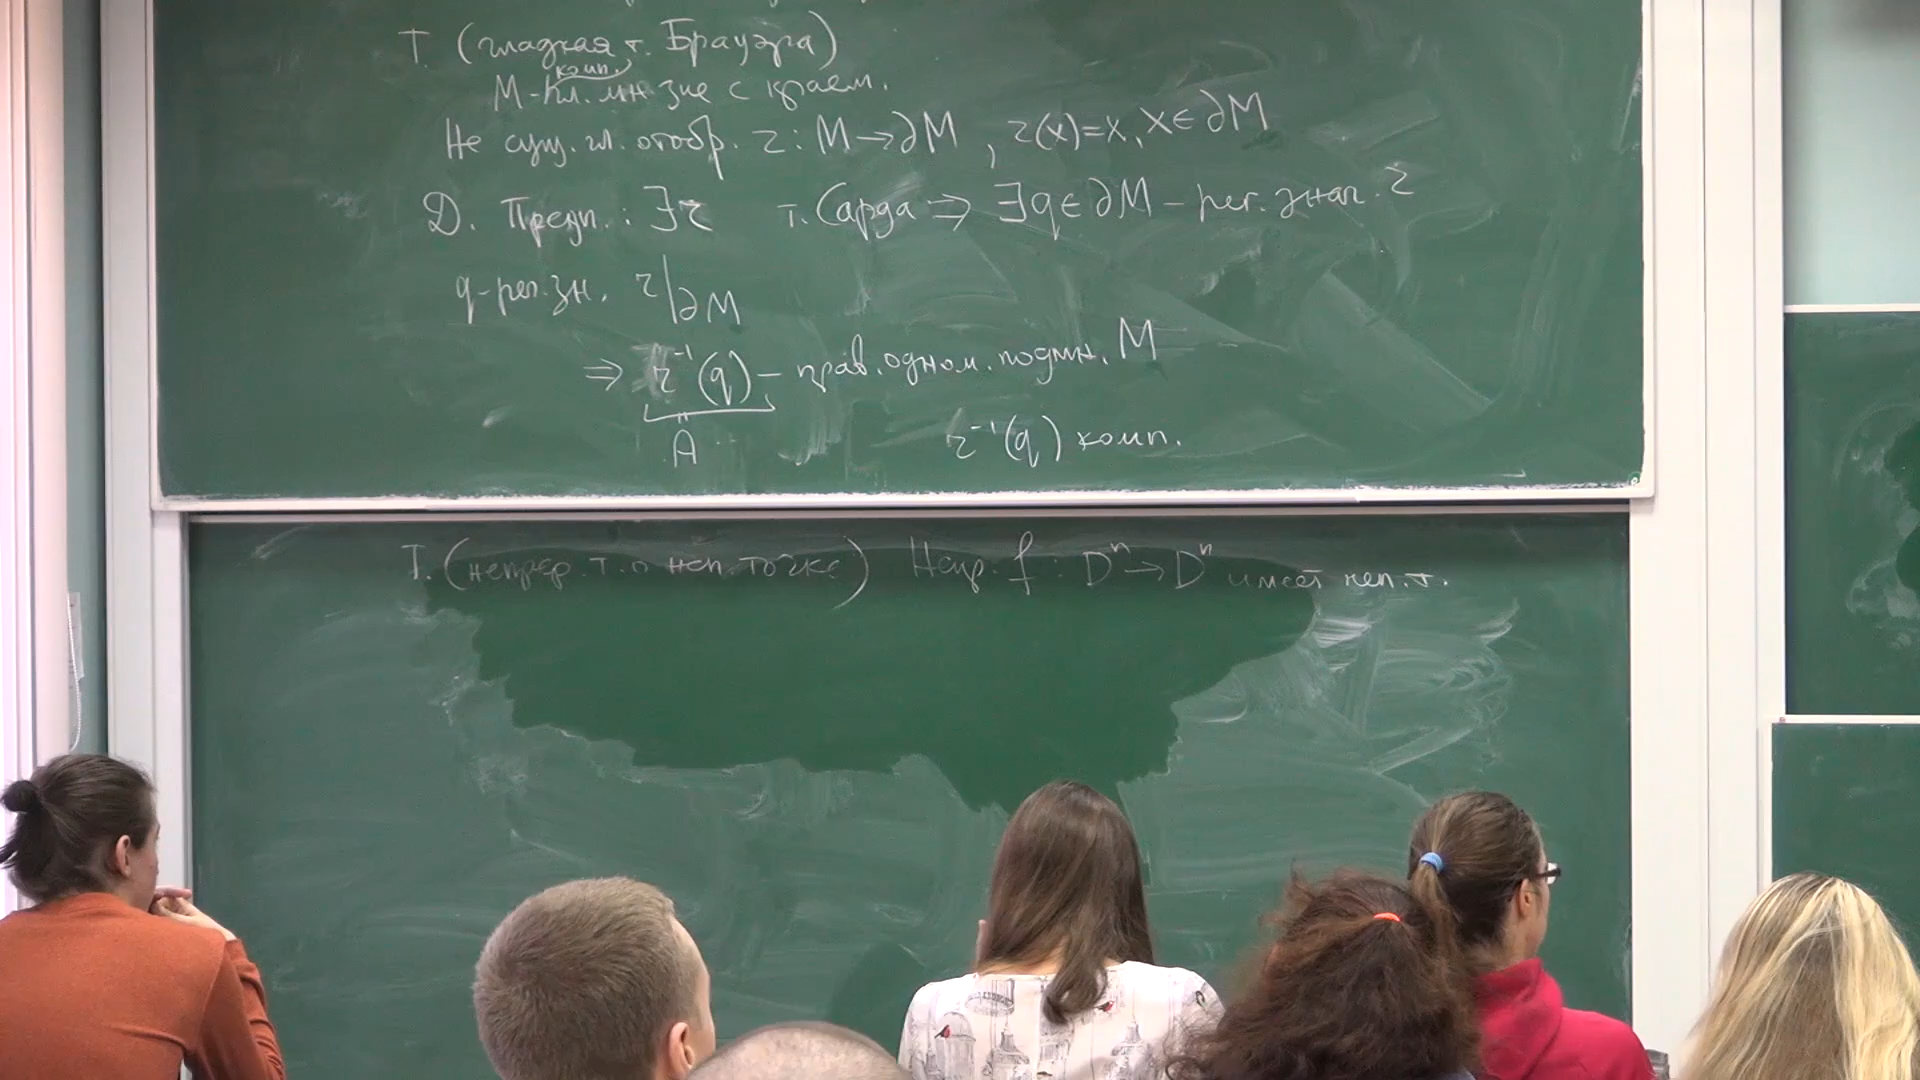 Т. (гладкая т. Брауэра)
комп.
М - гл. мн-зие с краем.
Не сущ. гл. отобр. r : M → ∂M , r(x)=x, x ∈ ∂M
D. Предп. : ∃r т. Сарда ⇒ ∃q ∈ ∂M - рег. знач. r
q - рег. зн. r|∂M
⇒ r⁻¹(q) - прав. одном. подмн. M
A r⁻¹(q) комп.
Т. (непрер. т. о неп. точке) Непр. f : Dⁿ → Dⁿ имеет неп. т.